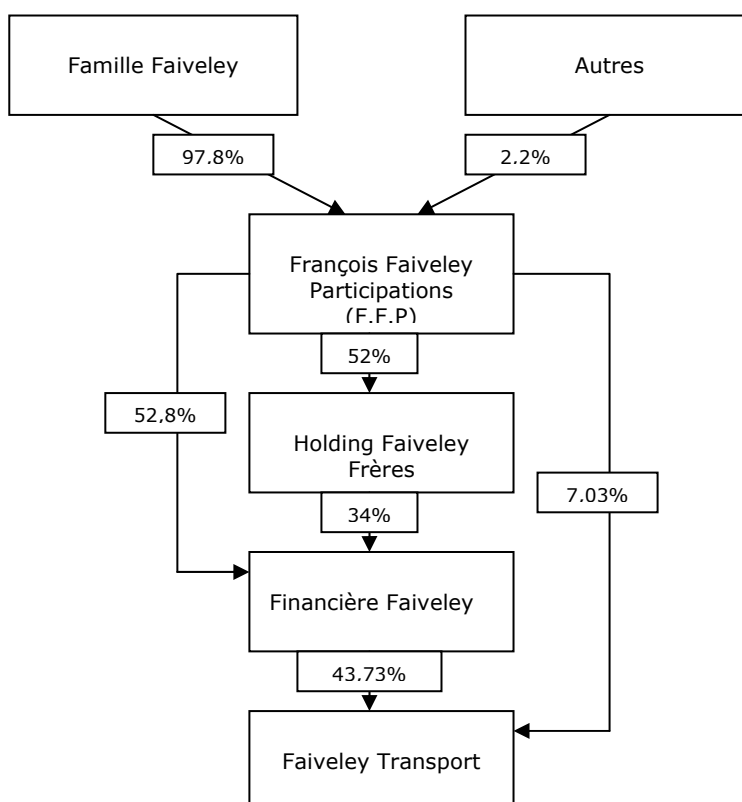 Famille Faiveley
Autres
97.8%
2.2%
François Faiveley
Participations
(F.F.P)
52%
52,8%
Holding Faiveley
Frères
7.03%
34%
Financière Faiveley
43.73%
Faiveley Transport